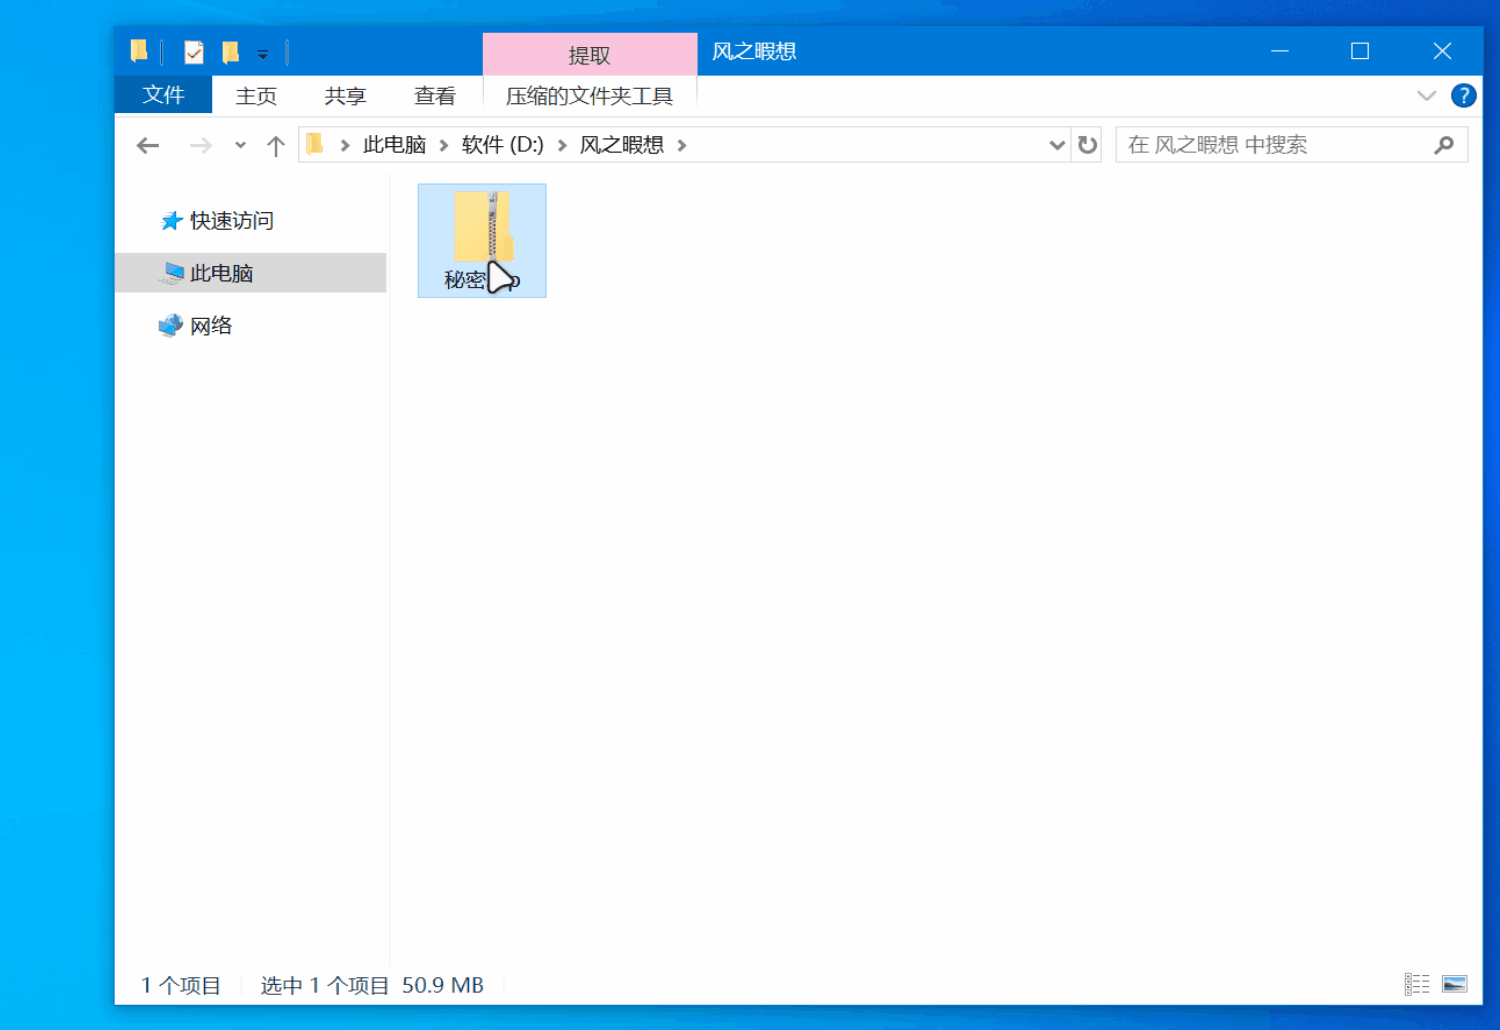 提取
风之暇想
文件 主页 共享 查看 压缩的文件夹工具
此电脑 软件 (D:) 风之暇想
在 风之暇想 中搜索
快速访问
此电脑
网络
秘密
1 个项目 选中 1 个项目 50.9 MB